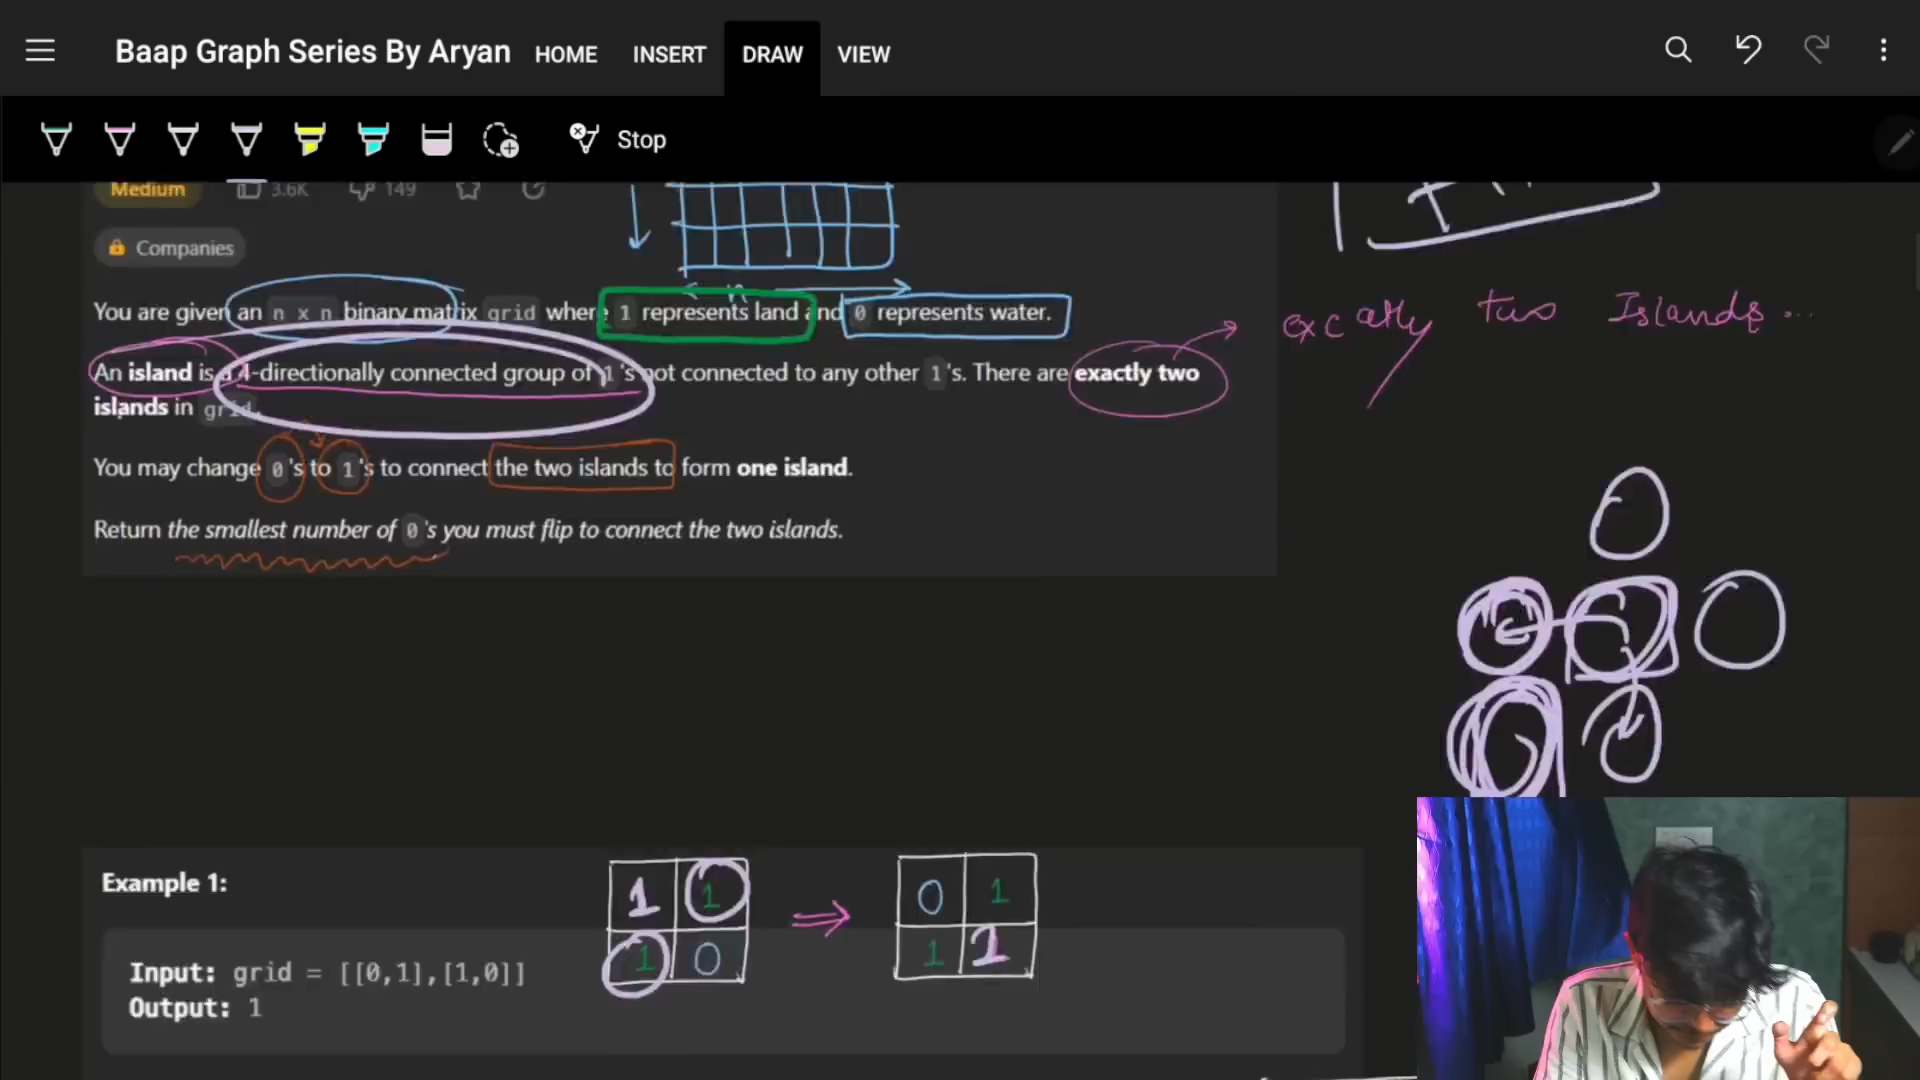 Baap Graph Series By Aryan HOME INSERT DRAW VIEW
Stop
Medium 3.6K 149
Companies
n
You are given an n x n binary matrix grid where 1 represents land and 0 represents water.
An island is a 4-directionally connected group of 1's not connected to any other 1's. There are exactly two
islands in grid.
You may change 0's to 1's to connect the two islands to form one island.
Return the smallest number of 0's you must flip to connect the two islands.
excatly two Islands...
Example 1:
1 1 ⇒ 0 1
1 0 1 1
Input: grid = [[0,1],[1,0]]
Output: 1